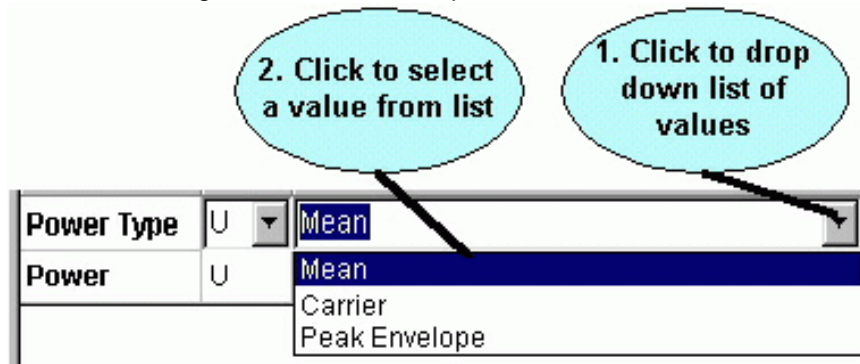 2. Click to select
a value from list
1. Click to drop
down list of
values
Power Type U Mean
Power U Mean
Carrier
Peak Envelope